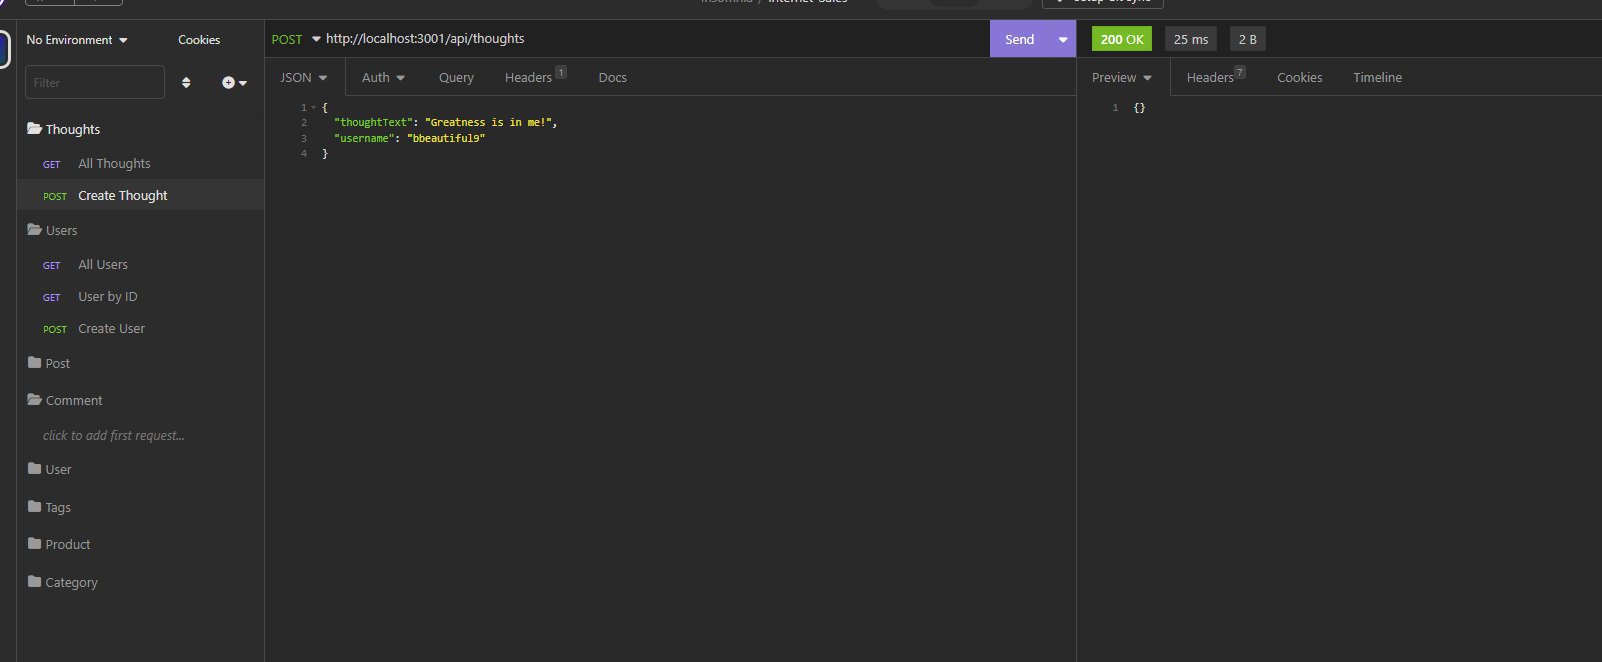 No Environment
Cookies
POST http://localhost:3001/api/thoughts
Send
200 OK
25 ms
2 B
Filter
JSON
Auth
Query
Headers 1
Docs
Preview
Headers 7
Cookies
Timeline
Thoughts
GET All Thoughts
POST Create Thought
Users
GET All Users
GET User by ID
POST Create User
Post
Comment
click to add first request...
User
Tags
Product
Category
1 {
2 "thoughtText": "Greatness is in me!",
3 "username": "bbeautiful9"
4 }
1 {}